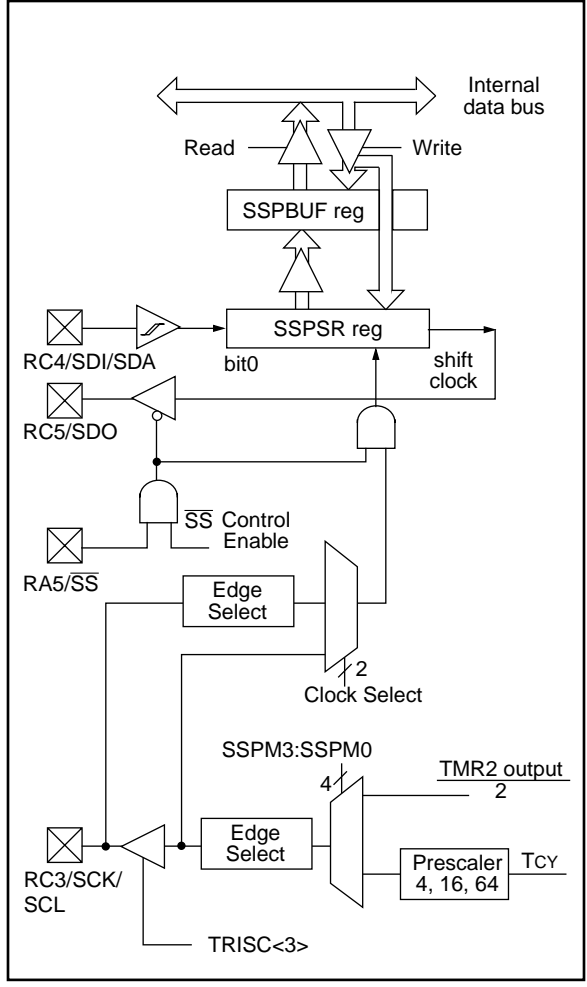 Internal
data bus
Read
Write
SSPBUF reg
SSPSR reg
RC4/SDI/SDA
bit0
shift
clock
RC5/SDO
SS Control
Enable
RA5/SS
Edge
Select
2
Clock Select
SSPM3:SSPM0
TMR2 output
4
2
Edge
Select
Prescaler
4, 16, 64
TCY
RC3/SCK/
SCL
TRISC<3>